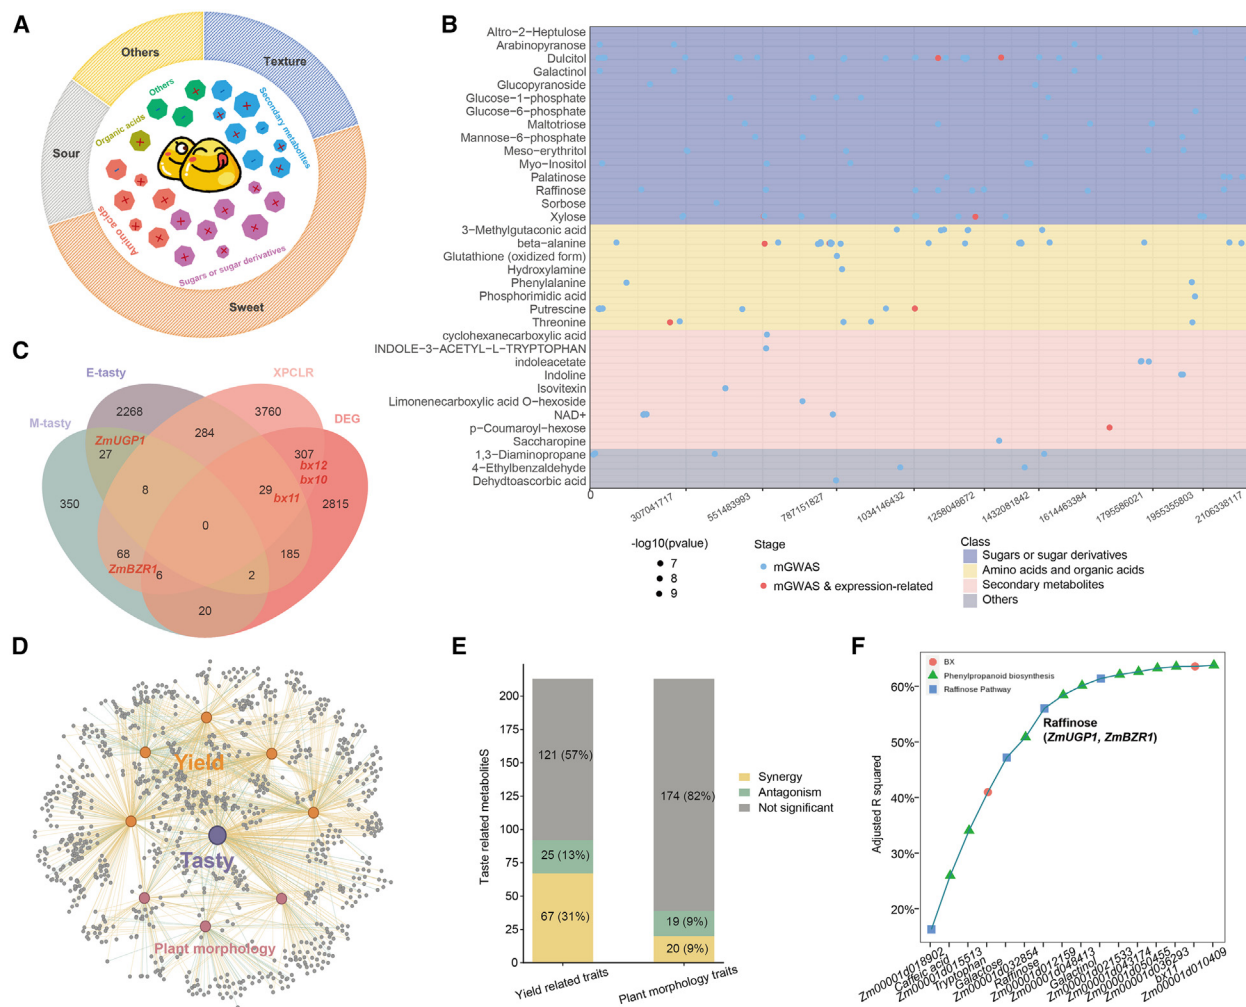 A
Others
Texture
Sour
Sweet
Others
Organic acids
Secondary metabolites
Amino acids
Sugars or sugar derivatives
B
Altro-2-Heptulose
Arabinopyranose
Dulcitol
Galactinol
Glucopyranoside
Glucose-1-phosphate
Glucose-6-phosphate
Maltotriose
Mannose-6-phosphate
Meso-erythritol
Myo-Inositol
Palatinose
Raffinose
Sorbose
Xylose
3-Methylgutaconic acid
beta-alanine
Glutathione (oxidized form)
Hydroxylamine
Phenylalanine
Phosphorimidic acid
Putrescine
Threonine
cyclohexanecarboxylic acid
INDOLE-3-ACETYL-L-TRYPTOPHAN
indoleacetate
Indoline
Isovitexin
Limonenecarboxylic acid O-hexoside
NAD+
p-Coumaroyl-hexose
Saccharopine
1,3-Diaminopropane
4-Ethylbenzaldehyde
Dehydtoascorbic acid
0
307041717
551483993
787151827
1034146432
1258048672
1432081842
1614463384
1795586021
1955355803
2106338117
-log10(pvalue)
7
8
9
Stage
mGWAS
mGWAS & expression-related
Class
Sugars or sugar derivatives
Amino acids and organic acids
Secondary metabolites
Others
C
E-tasty
XPCLR
M-tasty
DEG
2268
3760
284
ZmUGP1
27
307
bx12
bx10
350
8
29
bx11
2815
0
68
185
ZmBZR1
6
2
20
D
Yield
Tasty
Plant morphology
E
Taste related metaboliteS
200
175
150
125
100
75
50
25
0
121 (57%)
25 (13%)
67 (31%)
174 (82%)
19 (9%)
20 (9%)
Yield related traits
Plant morphology traits
Synergy
Antagonism
Not significant
F
BX
Phenylpropanoid biosynthesis
Raffinose Pathway
Adjusted R squared
60%
50%
40%
30%
20%
Raffinose
(ZmUGP1, ZmBZR1)
Zm00001d018902
Caffeic acid
Zm00001d015513
Tryptophan
Galactose
Zm00001d032854
Raffinose
Zm00001d012159
Zm00001d048413
Galactinol
Zm00001d021533
Zm00001d043174
Zm00001d050455
Zm00001d036293
bx11
Zm00001d010409